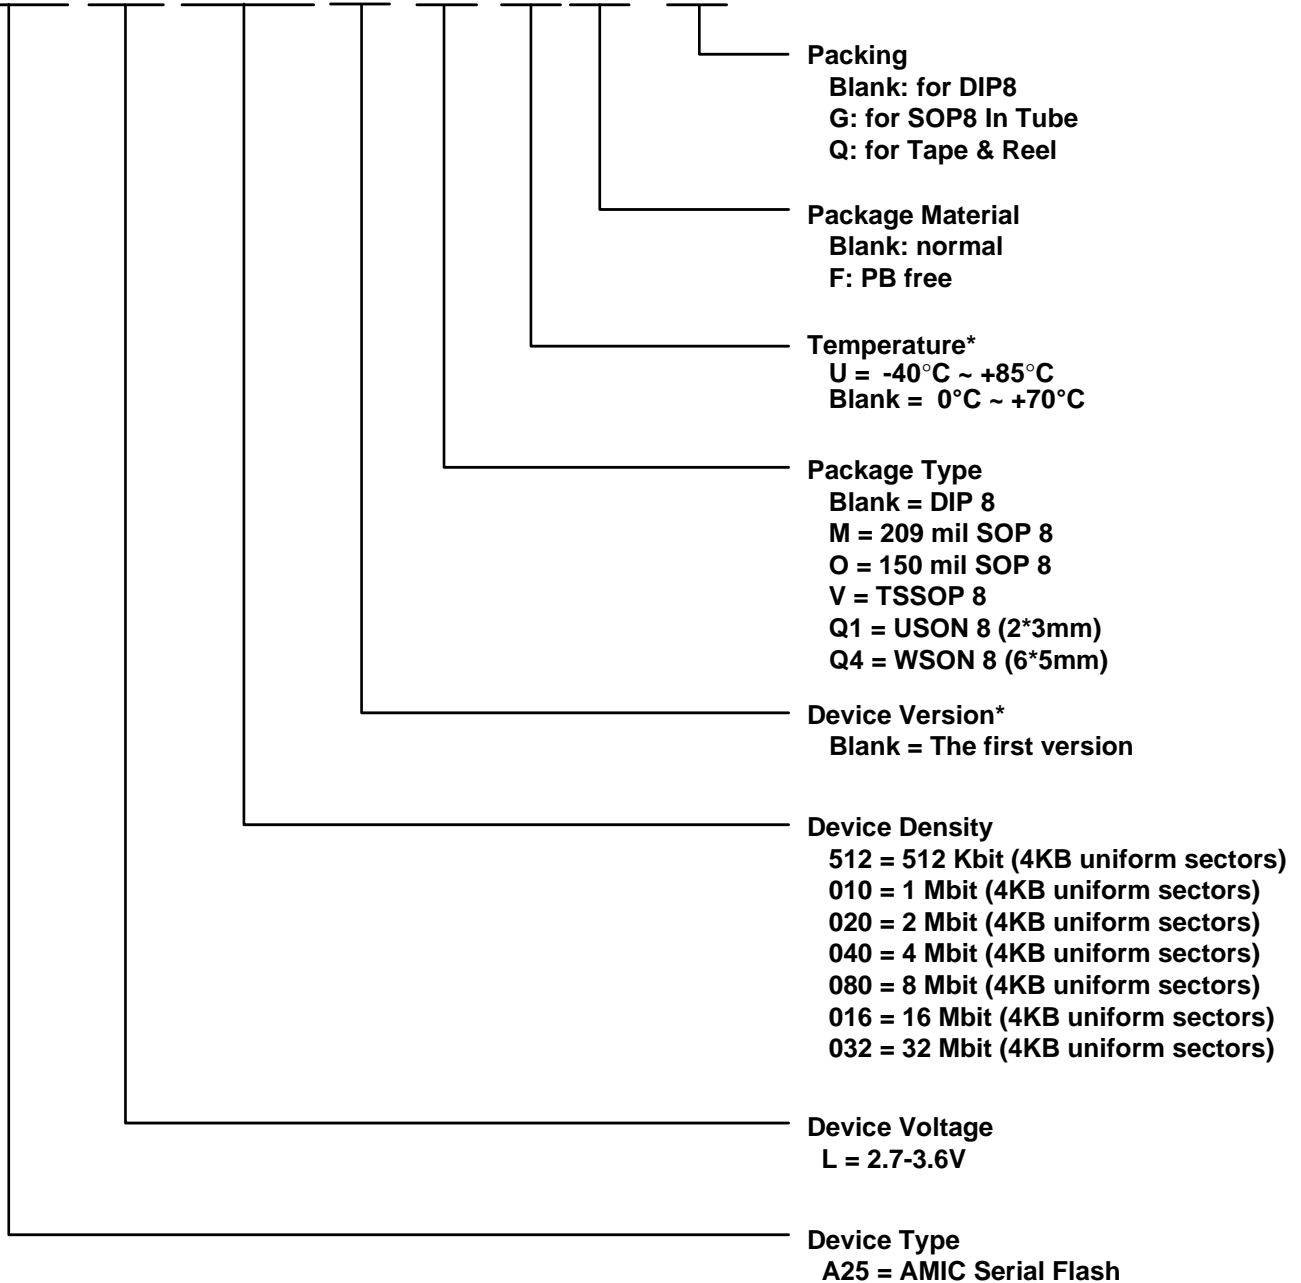 Packing
Blank: for DIP8
G: for SOP8 In Tube
Q: for Tape & Reel
Package Material
Blank: normal
F: PB free
Temperature*
U = -40°C ~ +85°C
Blank = 0°C ~ +70°C
Package Type
Blank = DIP 8
M = 209 mil SOP 8
O = 150 mil SOP 8
V = TSSOP 8
Q1 = USON 8 (2*3mm)
Q4 = WSON 8 (6*5mm)
Device Version*
Blank = The first version
Device Density
512 = 512 Kbit (4KB uniform sectors)
010 = 1 Mbit (4KB uniform sectors)
020 = 2 Mbit (4KB uniform sectors)
040 = 4 Mbit (4KB uniform sectors)
080 = 8 Mbit (4KB uniform sectors)
016 = 16 Mbit (4KB uniform sectors)
032 = 32 Mbit (4KB uniform sectors)
Device Voltage
L = 2.7-3.6V
Device Type
A25 = AMIC Serial Flash